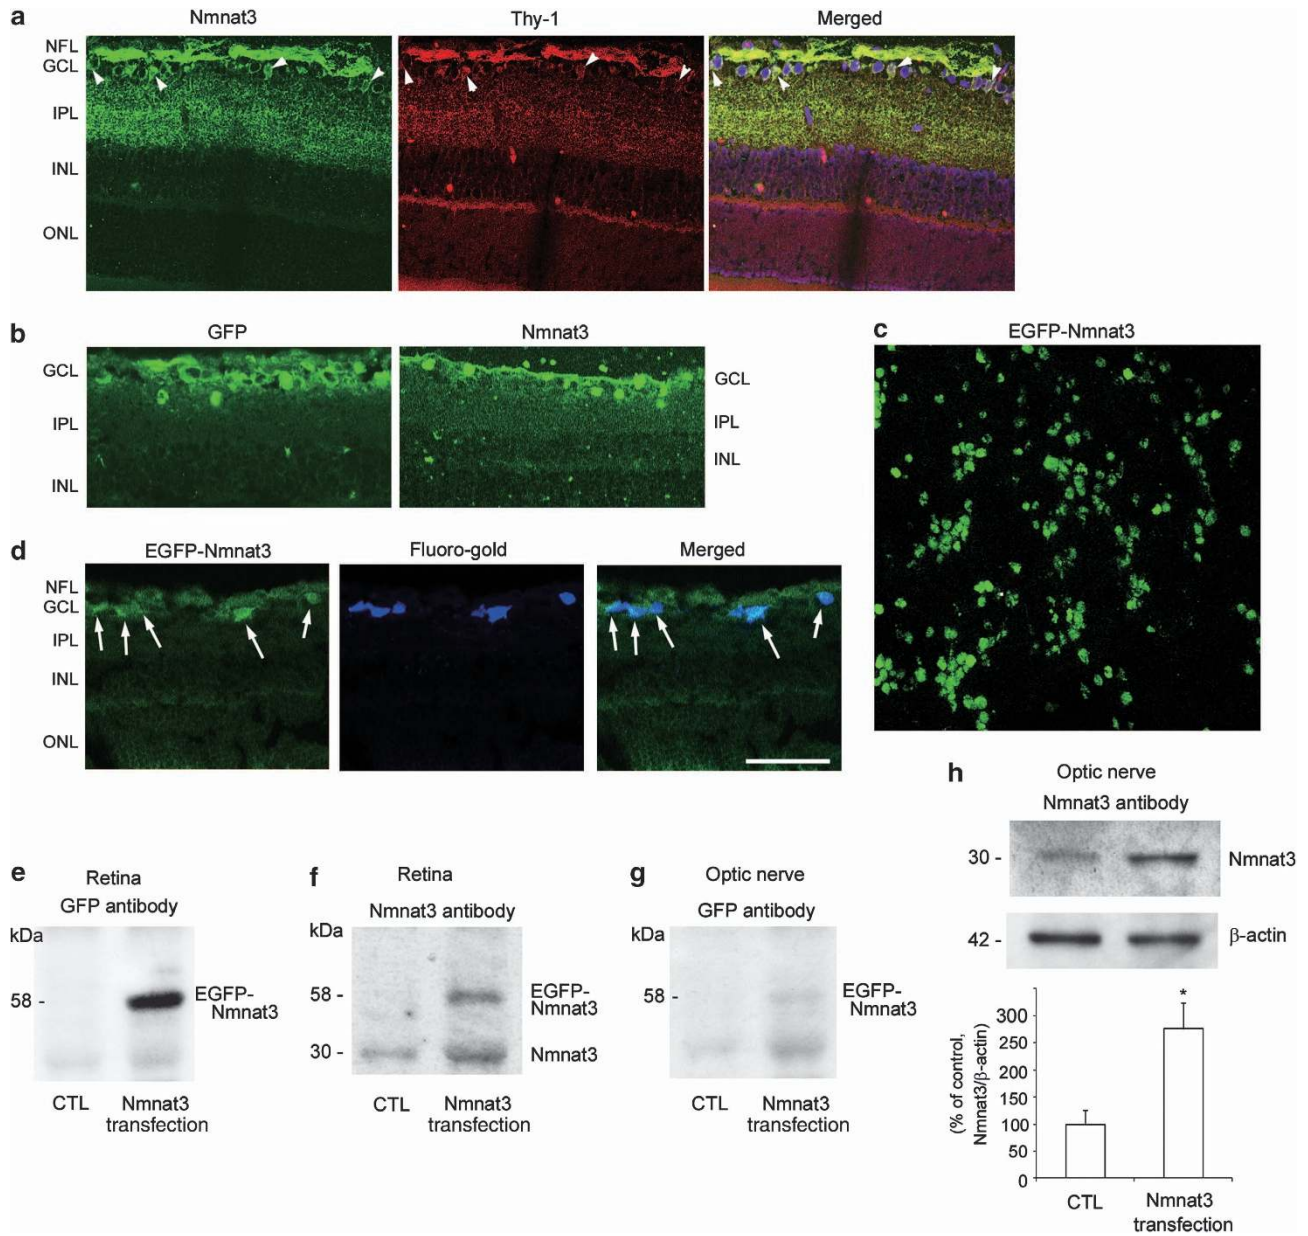 a
Nmnat3
Thy-1
Merged
NFL
GCL
IPL
INL
ONL
b
GFP
Nmnat3
GCL
IPL
INL
GCL
IPL
INL
c
EGFP-Nmnat3
d
EGFP-Nmnat3
Fluoro-gold
Merged
NFL
GCL
IPL
INL
ONL
e
Retina
GFP antibody
kDa
58 -
EGFP-
Nmnat3
CTL
Nmnat3
transfection
f
Retina
Nmnat3 antibody
kDa
58 -
EGFP-
Nmnat3
30 -
Nmnat3
CTL
Nmnat3
transfection
g
Optic nerve
GFP antibody
kDa
58 -
EGFP-
Nmnat3
CTL
Nmnat3
transfection
h
Optic nerve
Nmnat3 antibody
30 -
Nmnat3
42 -
β-actin
(% of control,
Nmnat3/β-actin)
300
250
200
150
100
50
0
*
CTL
Nmnat3
transfection